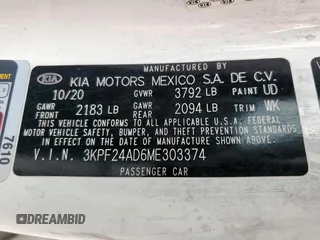 MANUFACTURED BY
KIA KIA MOTORS MEXICO S.A. DE C.V.
10/20 GVWR 3792 LB PAINT UD
GAWR FRONT 2183 LB GAWR REAR 2094 LB TRIM WK
THIS VEHICLE CONFORMS TO ALL APPLICABLE U.S. FEDERAL MOTOR
VEHICLE SAFETY, BUMPER, AND THEFT PREVENTION STANDARDS
IN EFFECT ON THE DATE OF MANUFACTURE SHOWN ABOVE.
V.I.N. 3KPF24AD6ME303374
PASSENGER CAR
7610
DREAMBID